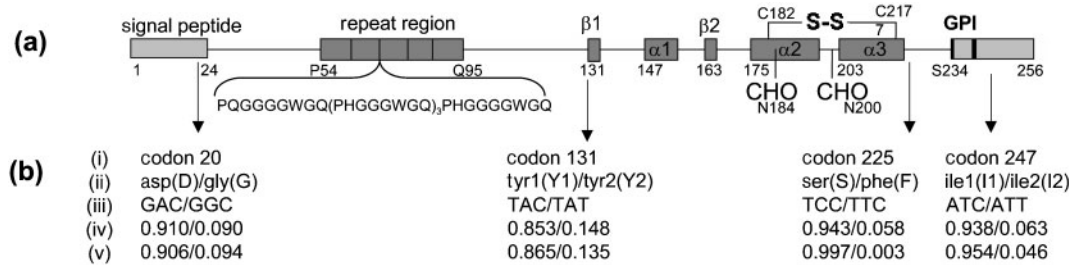 signal peptide repeat region β1 β2 C182 S-S C217 GPI
(a) α1 α2 α3 7
1 24 P54 Q95 131 147 163 175 203 S234 256
CHO CHO
N184 N200
PQGGGGWGQ(PHGGGWGQ)₃PHGGGGWGQ
(b)
(i) codon 20 codon 131 codon 225 codon 247
(ii) asp(D)/gly(G) tyr1(Y1)/tyr2(Y2) ser(S)/phe(F) ile1(I1)/ile2(I2)
(iii) GAC/GGC TAC/TAT TCC/TTC ATC/ATT
(iv) 0.910/0.090 0.853/0.148 0.943/0.058 0.938/0.063
(v) 0.906/0.094 0.865/0.135 0.997/0.003 0.954/0.046